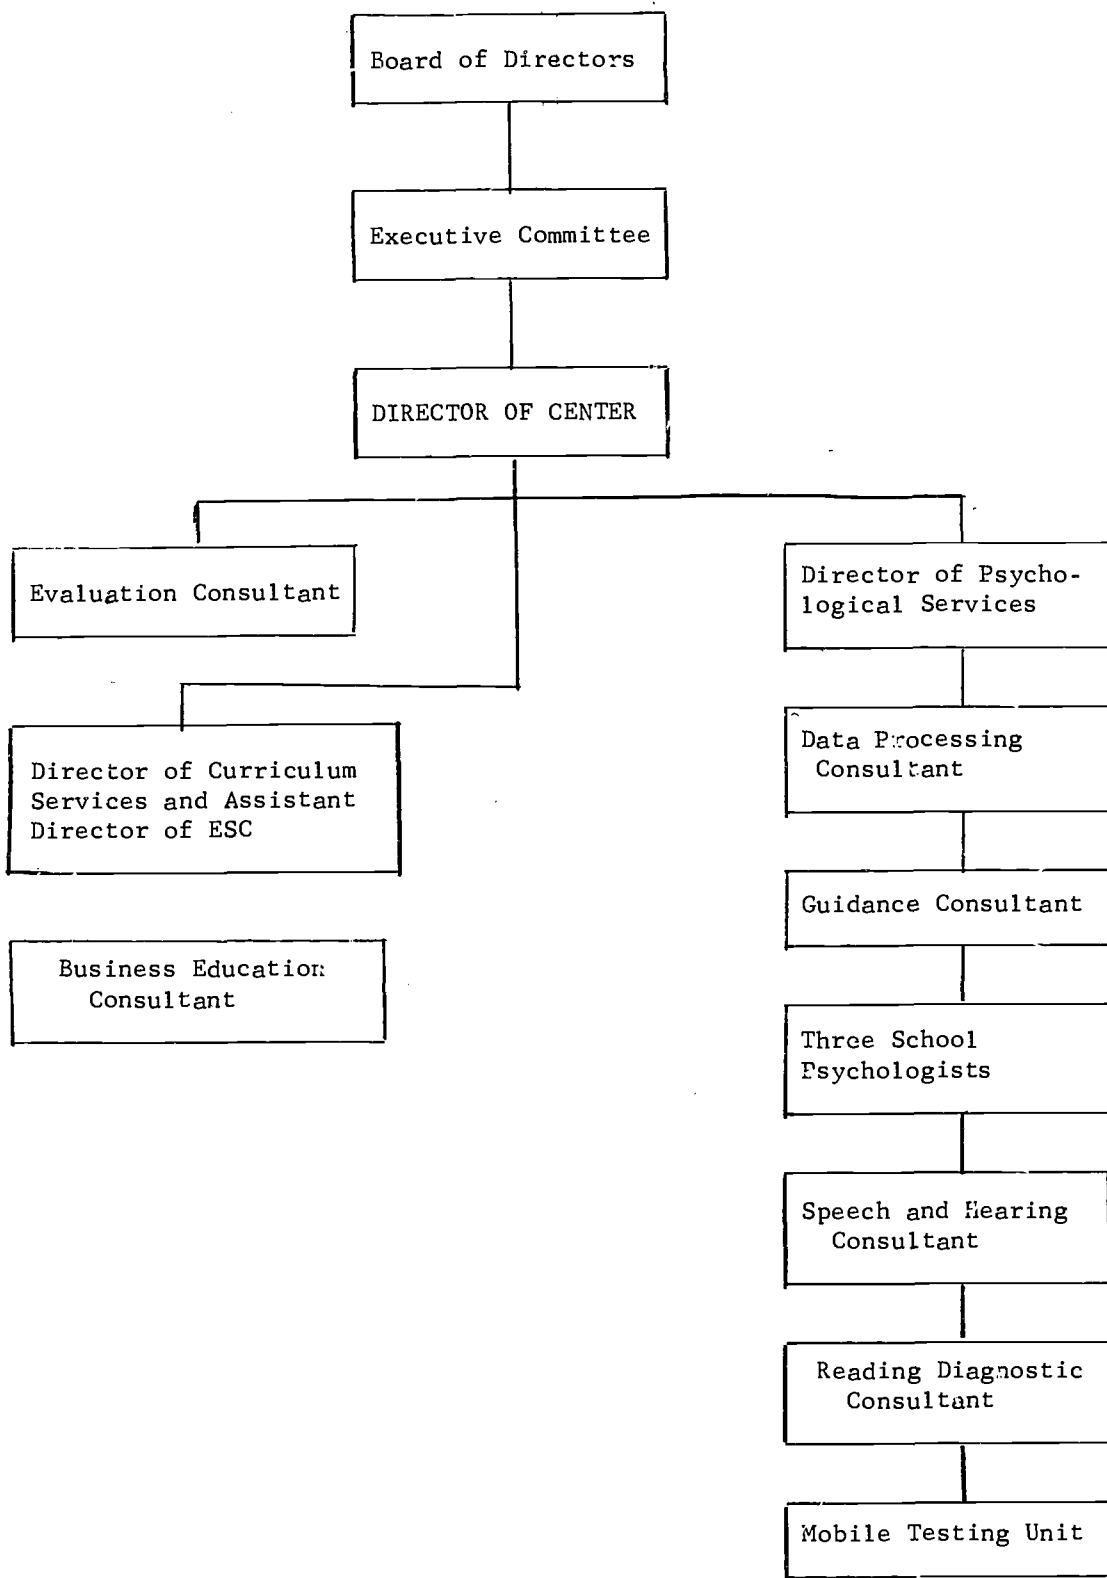 Board of Directors
Executive Committee
DIRECTOR OF CENTER
Evaluation Consultant
Director of Curriculum
Services and Assistant
Director of ESC
Business Education
Consultant
Director of Psycho-
logical Services
Data Processing
Consultant
Guidance Consultant
Three School
Psychologists
Speech and Hearing
Consultant
Reading Diagnostic
Consultant
Mobile Testing Unit